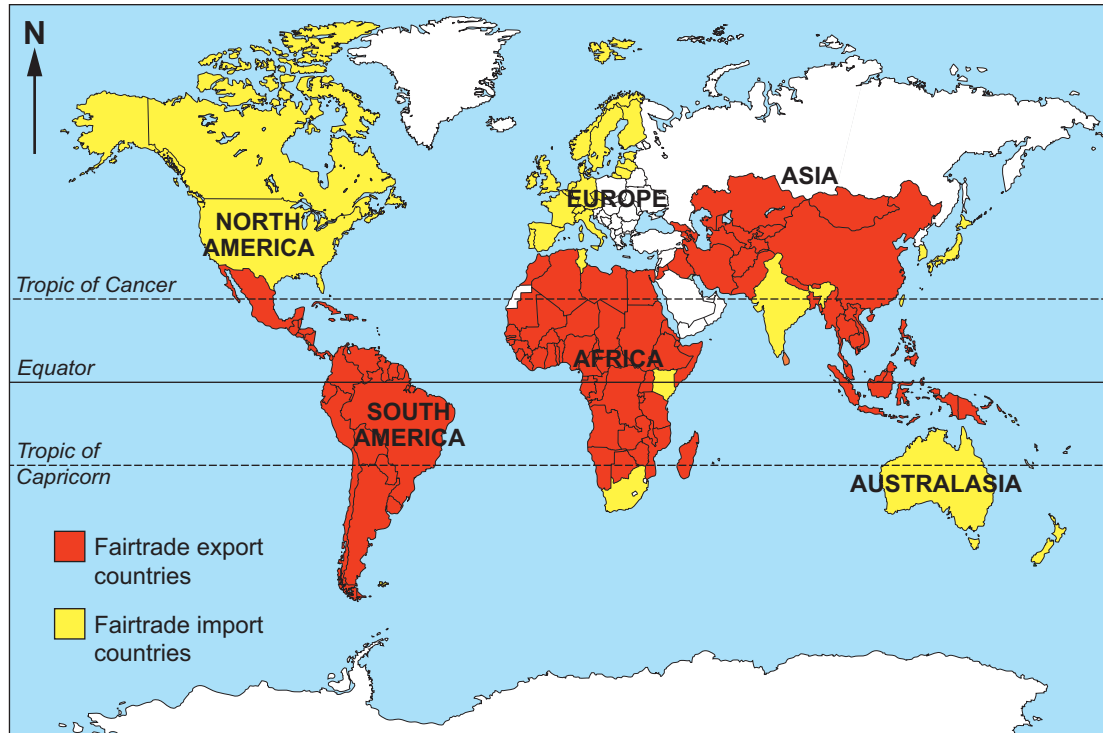 N
ASIA
EUROPE
NORTH
AMERICA
Tropic of Cancer
AFRICA
Equator
SOUTH
AMERICA
Tropic of
Capricorn
AUSTRALASIA
Fairtrade export
countries
Fairtrade import
countries